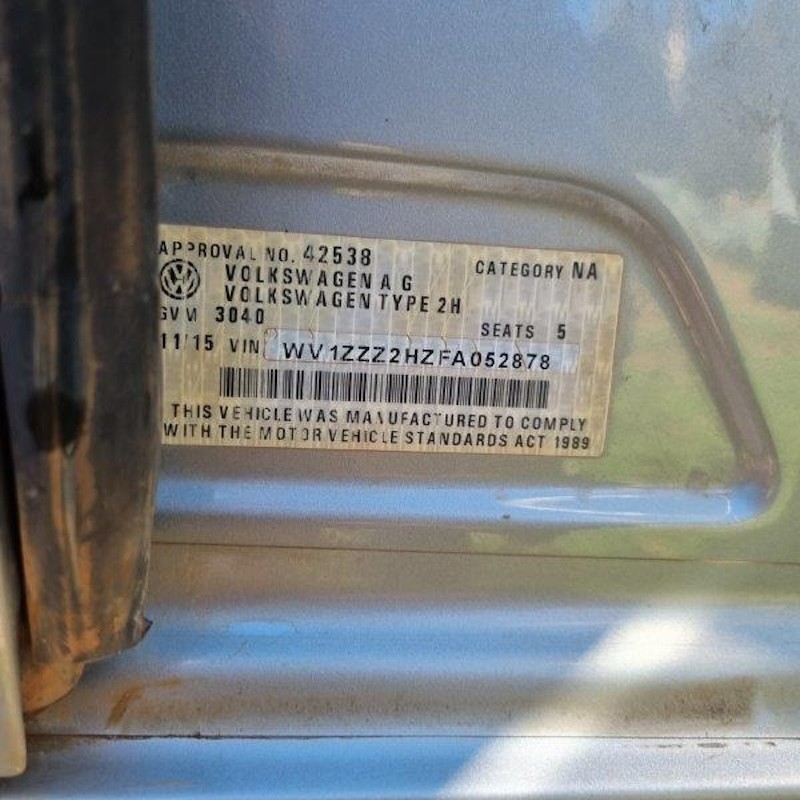 APPROVAL NO. 42538
CATEGORY NA
VOLKSWAGEN A G
VOLKSWAGEN TYPE 2H
GVM 3040
SEATS 5
11/15 VIN WV1ZZZ2HZFA052878
THIS VEHICLE WAS MANUFACTURED TO COMPLY
WITH THE MOTOR VEHICLE STANDARDS ACT 1989